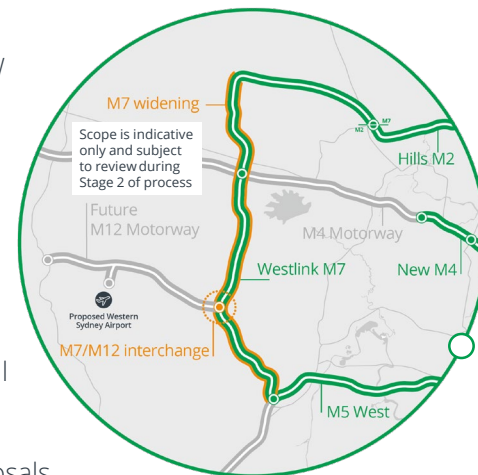 M7 widening
Scope is indicative
only and subject
to review during
Stage 2 of process
M2
M7
Hills M2
Future
M12 Motorway
M4 Motorway
Westlink M7
New M4
Proposed Western
Sydney Airport
M7/M12 interchange
M5 West
osals